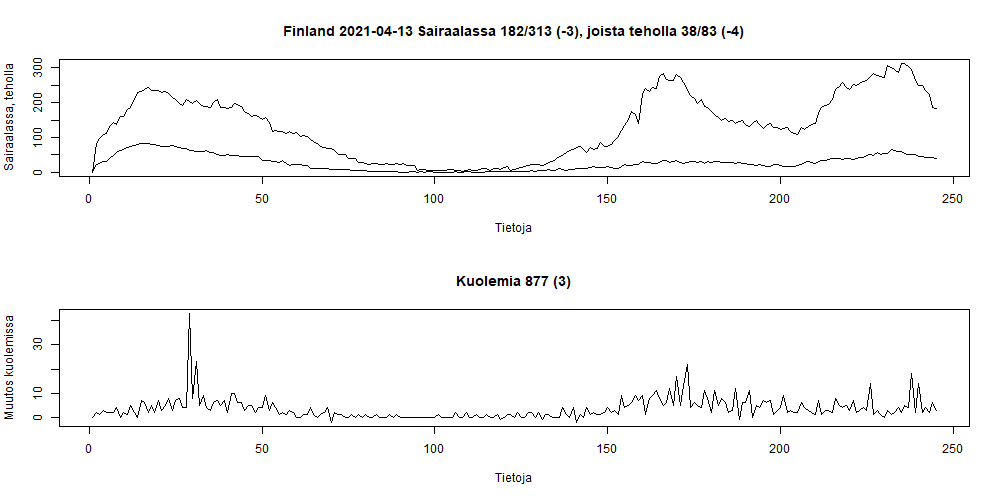 Finland 2021-04-13 Sairaalassa 182/313 (-3), joista teholla 38/83 (-4)
Sairaalassa, teholla
0 100 200 300
0 50 100 150 200 250
Tietoja
Kuolemia 877 (3)
Muutos kuolemissa
0 10 30
0 50 100 150 200 250
Tietoja